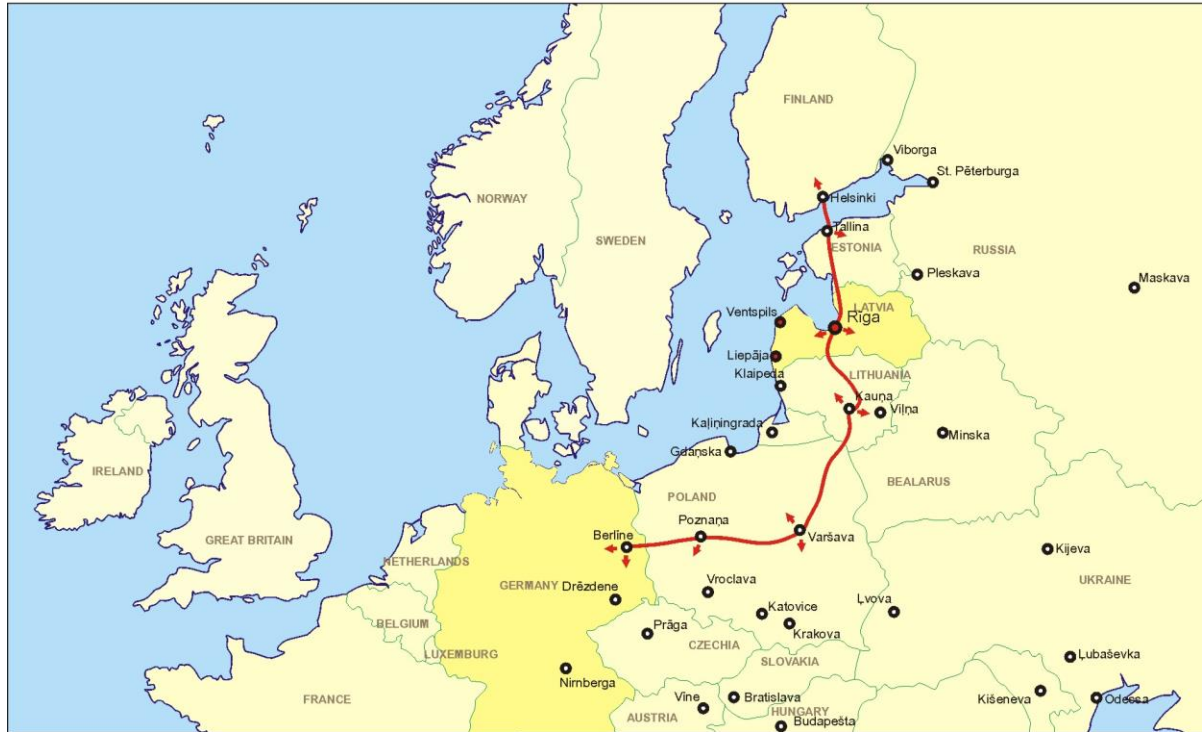 FINLAND
Viborga
St. Pēterburga
NORWAY
Helsinki
Tallina
SWEDEN
ESTONIA
RUSSIA
Pleskava
Maskava
LATVIA
Ventspils
Rīga
Liepāja
Klaipeda
LITHUANIA
Kauņa
Viļņa
Kaļiņingrada
Minska
Gdaņska
IRELAND
BEALARUS
POLAND
GREAT BRITAIN
Berlīne
Poznaņa
Varšava
Kijeva
NETHERLANDS
UKRAINE
GERMANY
Drēzdene
Vroclava
Katovice
Ļvova
BELGIUM
Prāga
Krakova
CZECHIA
LUXEMBURG
SLOVAKIA
Ļubaševka
Nirnberga
FRANCE
Vīne
Bratislava
Kišeneva
Odeesa
AUSTRIA
HUNGARY
Budapešta